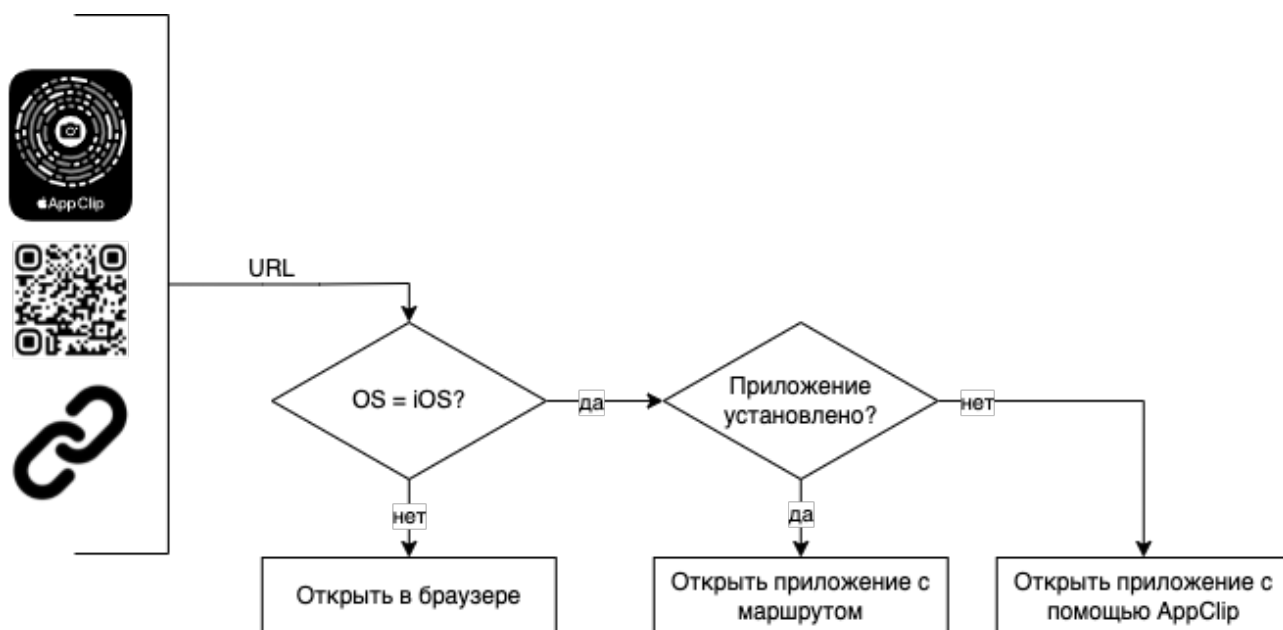 App Clip
URL
OS = iOS?
да
Приложение
установлено?
нет
нет
да
Открыть в браузере
Открыть приложение с
маршрутом
Открыть приложение с
помощью AppClip